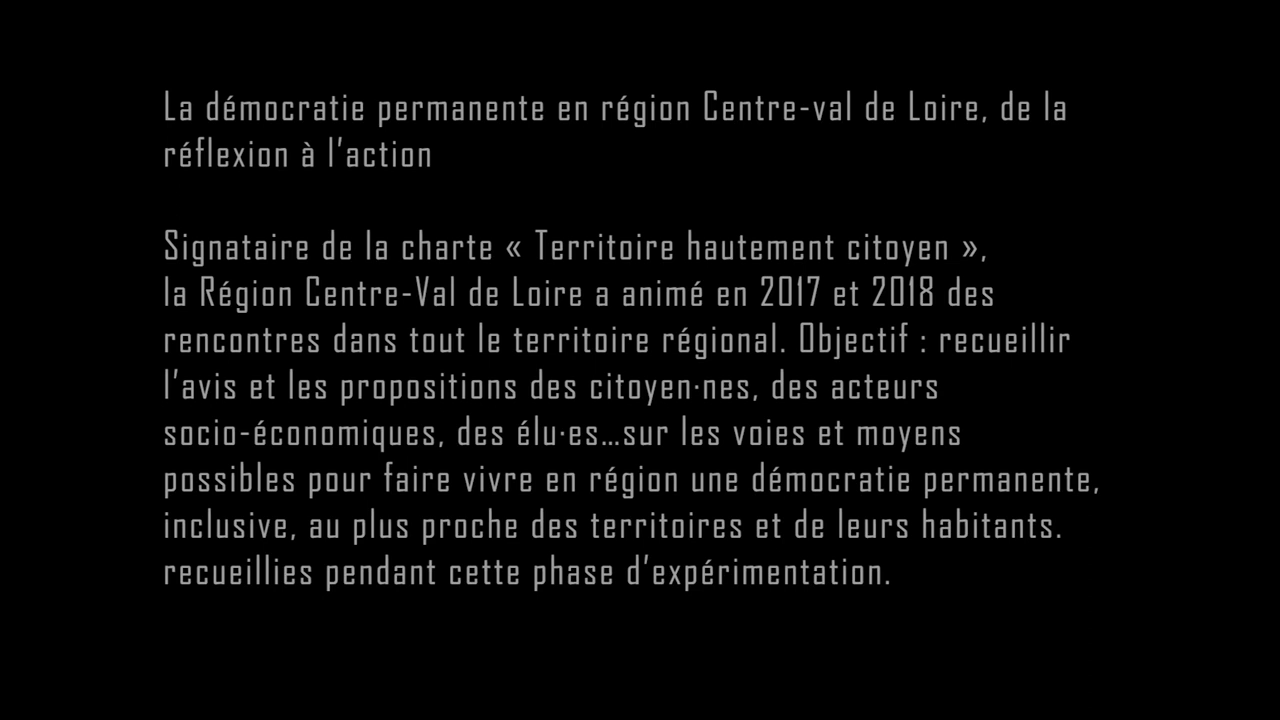 La démocratie permanente en région Centre-val de Loire, de la
réflexion à l’action
Signataire de la charte « Territoire hautement citoyen »,
la Région Centre-Val de Loire a animé en 2017 et 2018 des
rencontres dans tout le territoire régional. Objectif : recueillir
l’avis et les propositions des citoyen·nes, des acteurs
socio-économiques, des élu·es…sur les voies et moyens
possibles pour faire vivre en région une démocratie permanente,
inclusive, au plus proche des territoires et de leurs habitants.
recueillies pendant cette phase d’expérimentation.